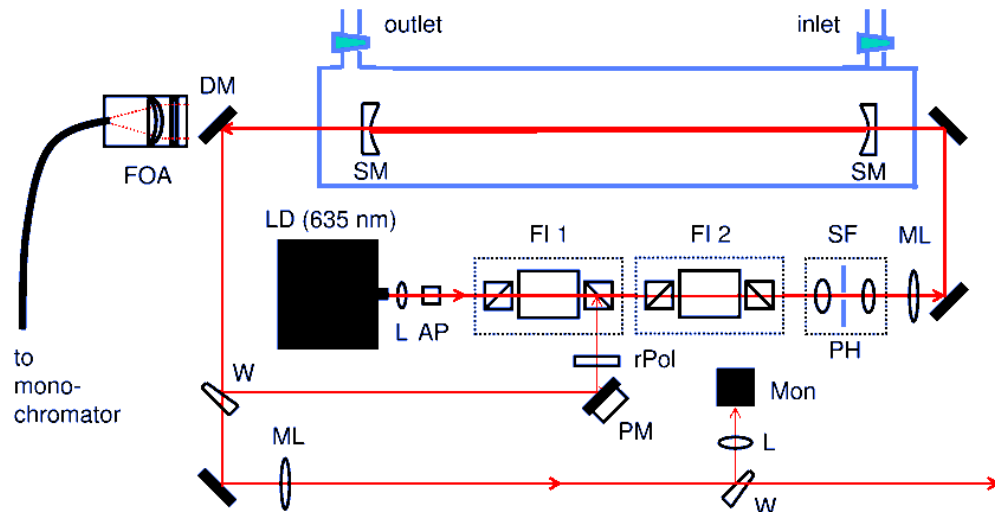 outlet
inlet
DM
FOA
SM
SM
LD (635 nm)
FI 1
FI 2
SF
ML
L
AP
PH
rPol
to
mono-
chromator
W
PM
Mon
ML
L
W